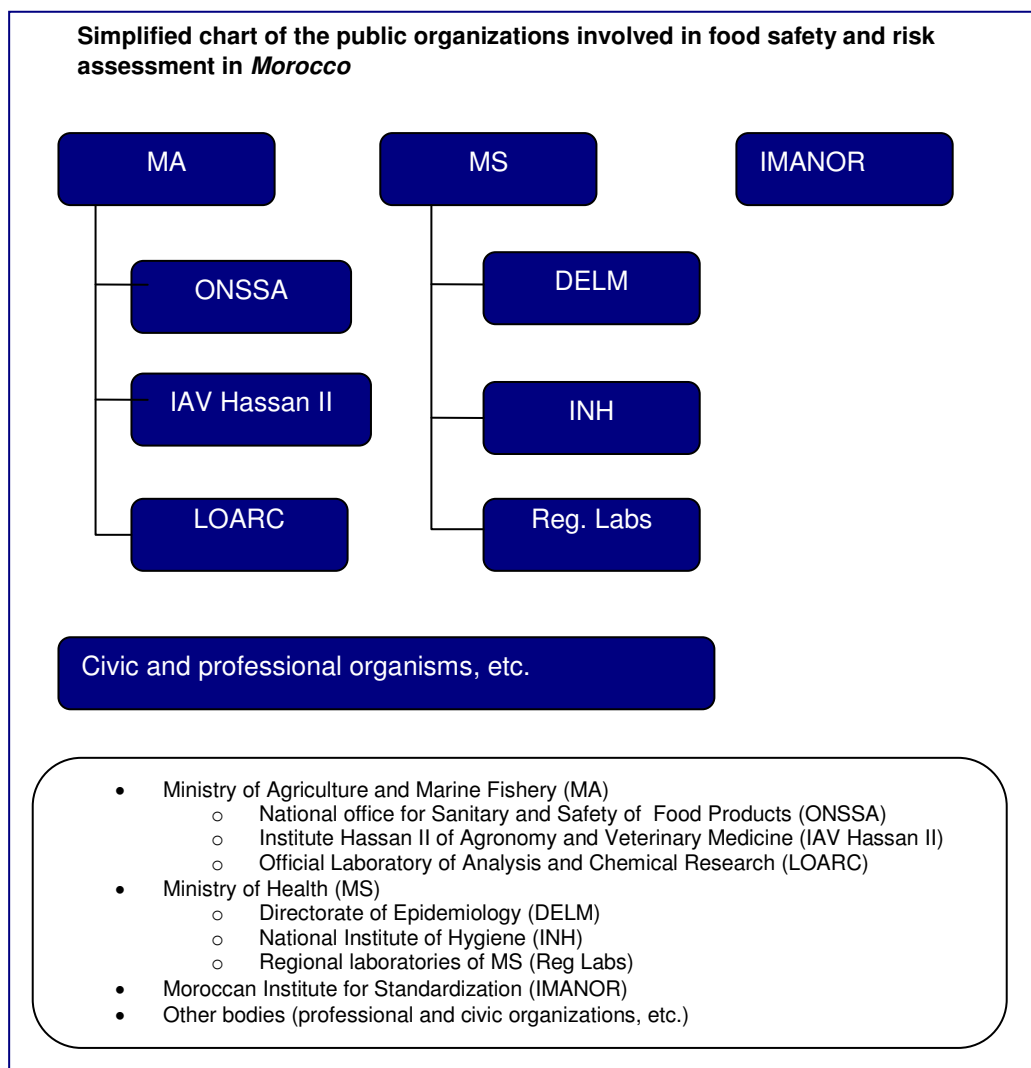 Simplified chart of the public organizations involved in food safety and risk
assessment in Morocco
MA
MS
IMANOR
ONSSA
DELM
IAV Hassan II
INH
LOARC
Reg. Labs
Civic and professional organisms, etc.
• Ministry of Agriculture and Marine Fishery (MA)
o National office for Sanitary and Safety of Food Products (ONSSA)
o Institute Hassan II of Agronomy and Veterinary Medicine (IAV Hassan II)
o Official Laboratory of Analysis and Chemical Research (LOARC)
• Ministry of Health (MS)
o Directorate of Epidemiology (DELM)
o National Institute of Hygiene (INH)
o Regional laboratories of MS (Reg Labs)
• Moroccan Institute for Standardization (IMANOR)
• Other bodies (professional and civic organizations, etc.)